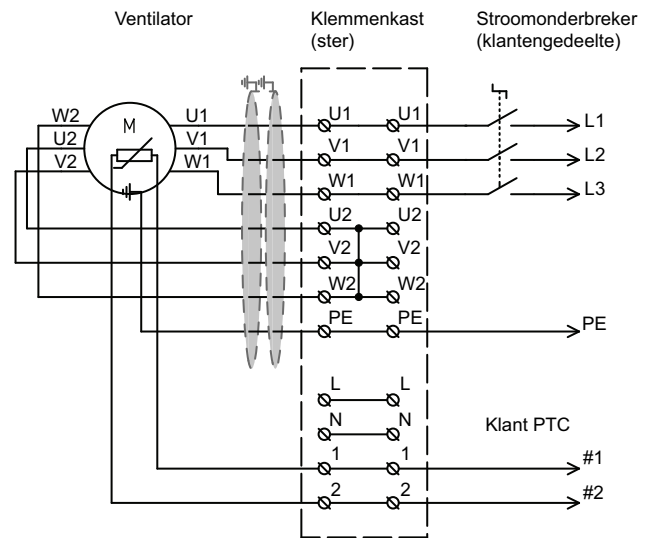 Ventilator
Klemmenkast
(ster)
Stroomonderbreker
(klantengedeelte)
W2 U1 U1 U1 L1
M
U2 V1 V1 V1 L2
V2 W1 W1 W1 L3
U2 U2
V2 V2
W2 W2
PE PE PE
L L
N N
Klant PTC
1 1 #1
2 2 #2